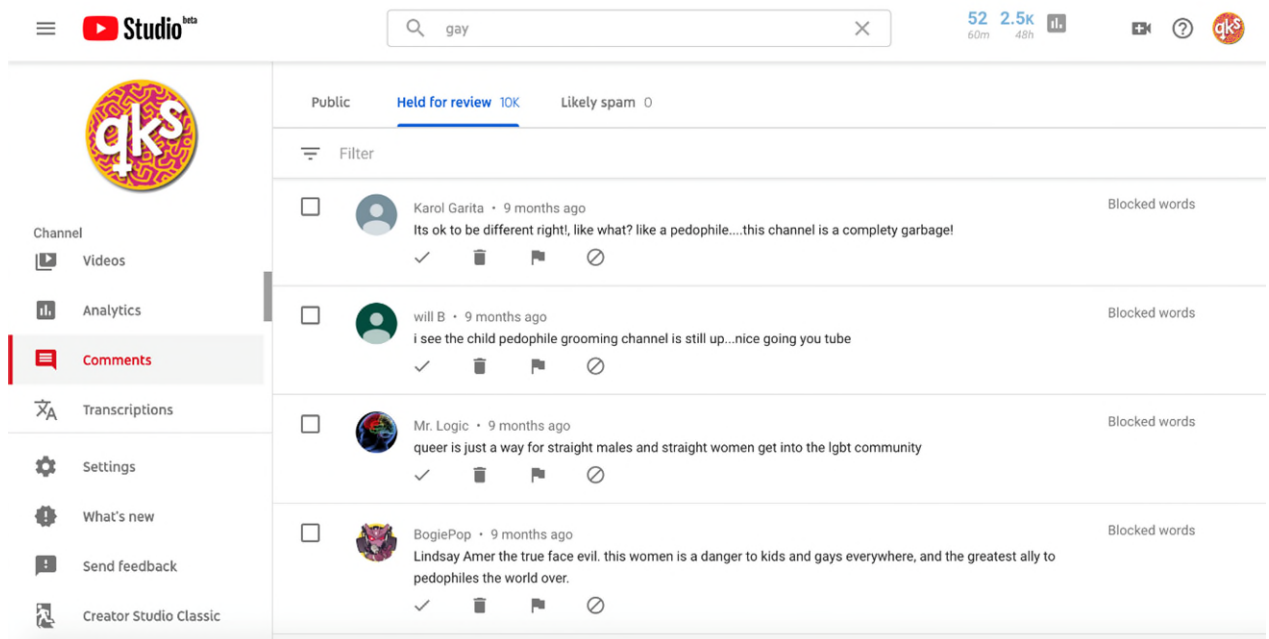 Studio beta
gay
52 2.5K
60m 48h
qks
qks
Public Held for review 10K Likely spam 0
Filter
Channel
Videos
Analytics
Comments
Transcriptions
Settings
What's new
Send feedback
Creator Studio Classic
Karol Garita • 9 months ago
Blocked words
Its ok to be different right!, like what? like a pedophile....this channel is a complety garbage!
will B • 9 months ago
Blocked words
i see the child pedophile grooming channel is still up...nice going you tube
Mr. Logic • 9 months ago
Blocked words
queer is just a way for straight males and straight women get into the lgbt community
BogiePop • 9 months ago
Blocked words
Lindsay Amer the true face evil. this women is a danger to kids and gays everywhere, and the greatest ally to
pedophiles the world over.